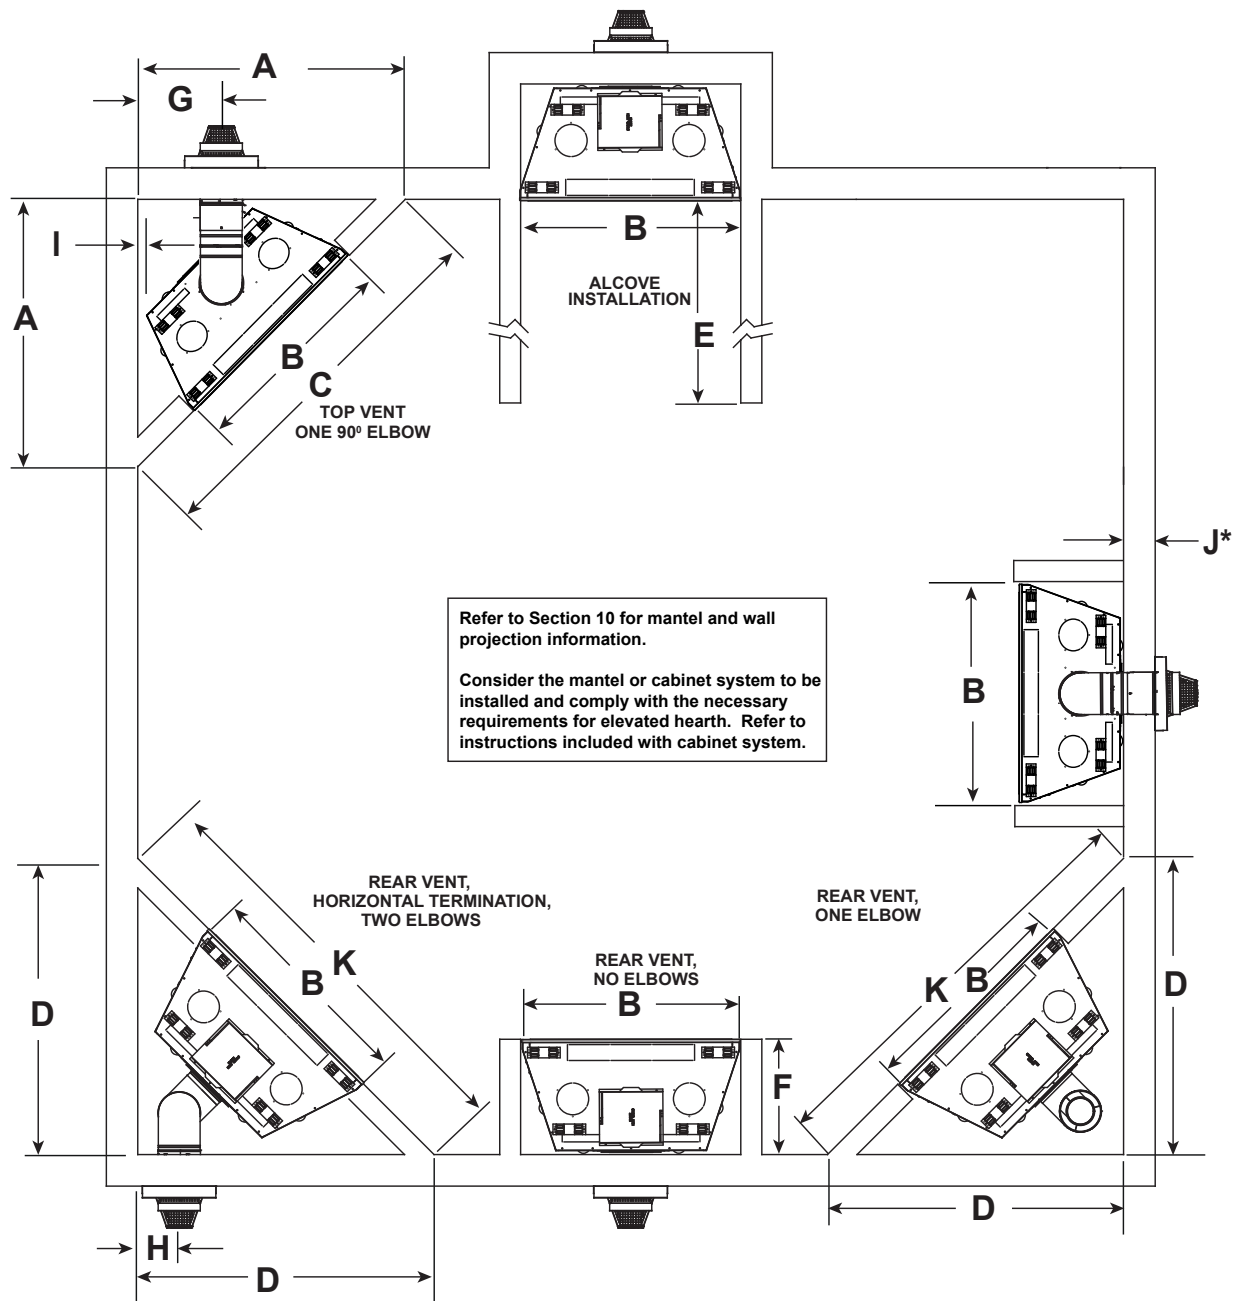 A
G
I
A
B
ALCOVE
INSTALLATION
E
B
C
TOP VENT
ONE 90º ELBOW
J*
Refer to Section 10 for mantel and wall
projection information.
Consider the mantel or cabinet system to be
installed and comply with the necessary
requirements for elevated hearth. Refer to
instructions included with cabinet system.
B
REAR VENT,
HORIZONTAL TERMINATION,
TWO ELBOWS
REAR VENT,
ONE ELBOW
K
B
REAR VENT,
NO ELBOWS
B
K
B
D
D
F
D
H
D